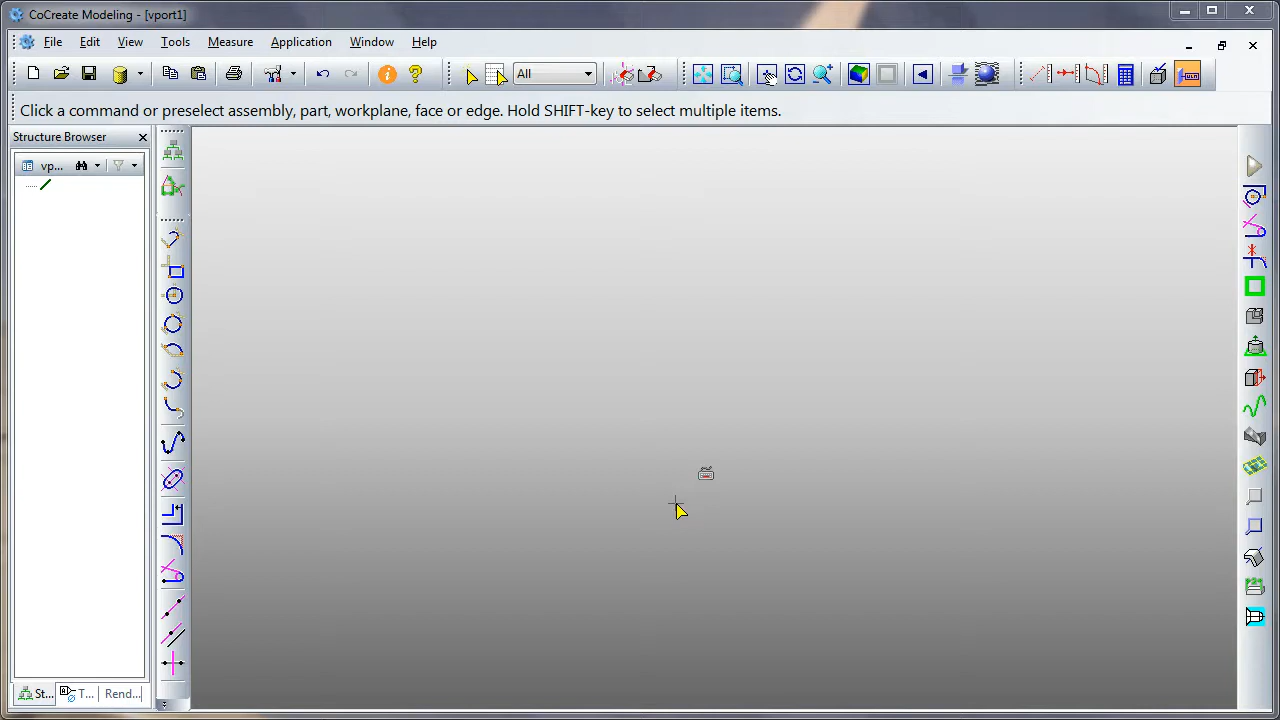 CoCreate Modeling - [vport1]
File Edit View Tools Measure Application Window Help
All
Click a command or preselect assembly, part, workplane, face or edge. Hold SHIFT-key to select multiple items.
Structure Browser
vp...
St... T... Rend...